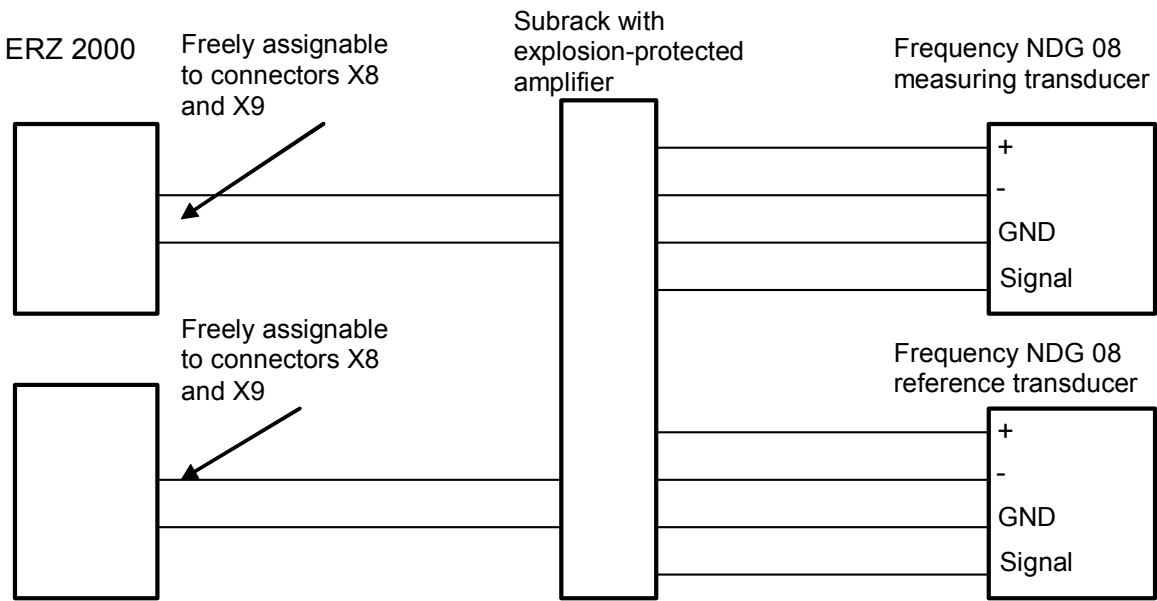 ERZ 2000
Freely assignable
to connectors X8
and X9
Subrack with
explosion-protected
amplifier
Frequency NDG 08
measuring transducer
+
-
GND
Signal
Freely assignable
to connectors X8
and X9
Frequency NDG 08
reference transducer
+
-
GND
Signal